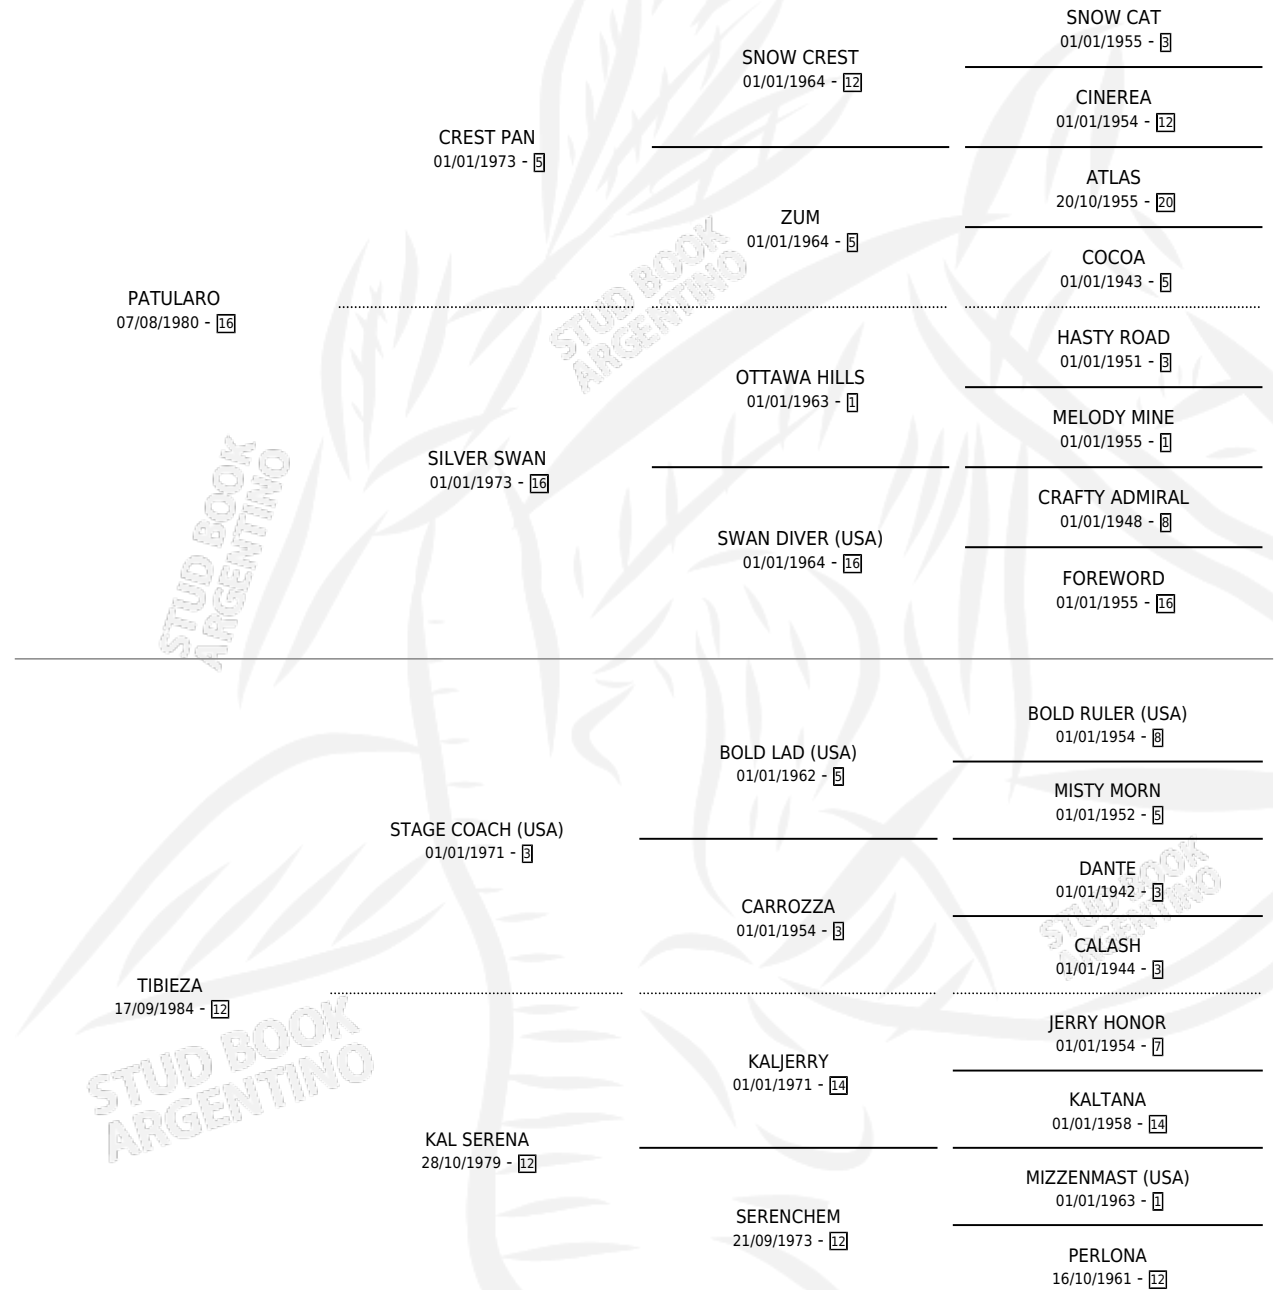 SNOW CAT
01/01/1955 - 3
SNOW CREST
01/01/1964 - 12
CINEREA
01/01/1954 - 12
CREST PAN
01/01/1973 - 5
ATLAS
20/10/1955 - 20
ZUM
01/01/1964 - 5
COCOA
01/01/1943 - 5
PATULARO
07/08/1980 - 16
HASTY ROAD
01/01/1951 - 3
OTTAWA HILLS
01/01/1963 - 1
MELODY MINE
01/01/1955 - 1
SILVER SWAN
01/01/1973 - 16
CRAFTY ADMIRAL
01/01/1948 - 8
SWAN DIVER (USA)
01/01/1964 - 16
FOREWORD
01/01/1955 - 16
STUD BOOK
ARGENTINO
STUD BOOK
ARGENTINO
BOLD RULER (USA)
01/01/1954 - 8
BOLD LAD (USA)
01/01/1962 - 5
MISTY MORN
01/01/1952 - 5
STAGE COACH (USA)
01/01/1971 - 3
DANTE
01/01/1942 - 3
CARROZZA
01/01/1954 - 3
CALASH
01/01/1944 - 3
STUD BOOK
ARGENTINO
TIBIEZA
17/09/1984 - 12
JERRY HONOR
01/01/1954 - 7
KALJERRY
01/01/1971 - 14
KALTANA
01/01/1958 - 14
STUD BOOK
ARGENTINO
KAL SERENA
28/10/1979 - 12
MIZZENMAST (USA)
01/01/1963 - 1
SERENCHEM
21/09/1973 - 12
PERLONA
16/10/1961 - 12